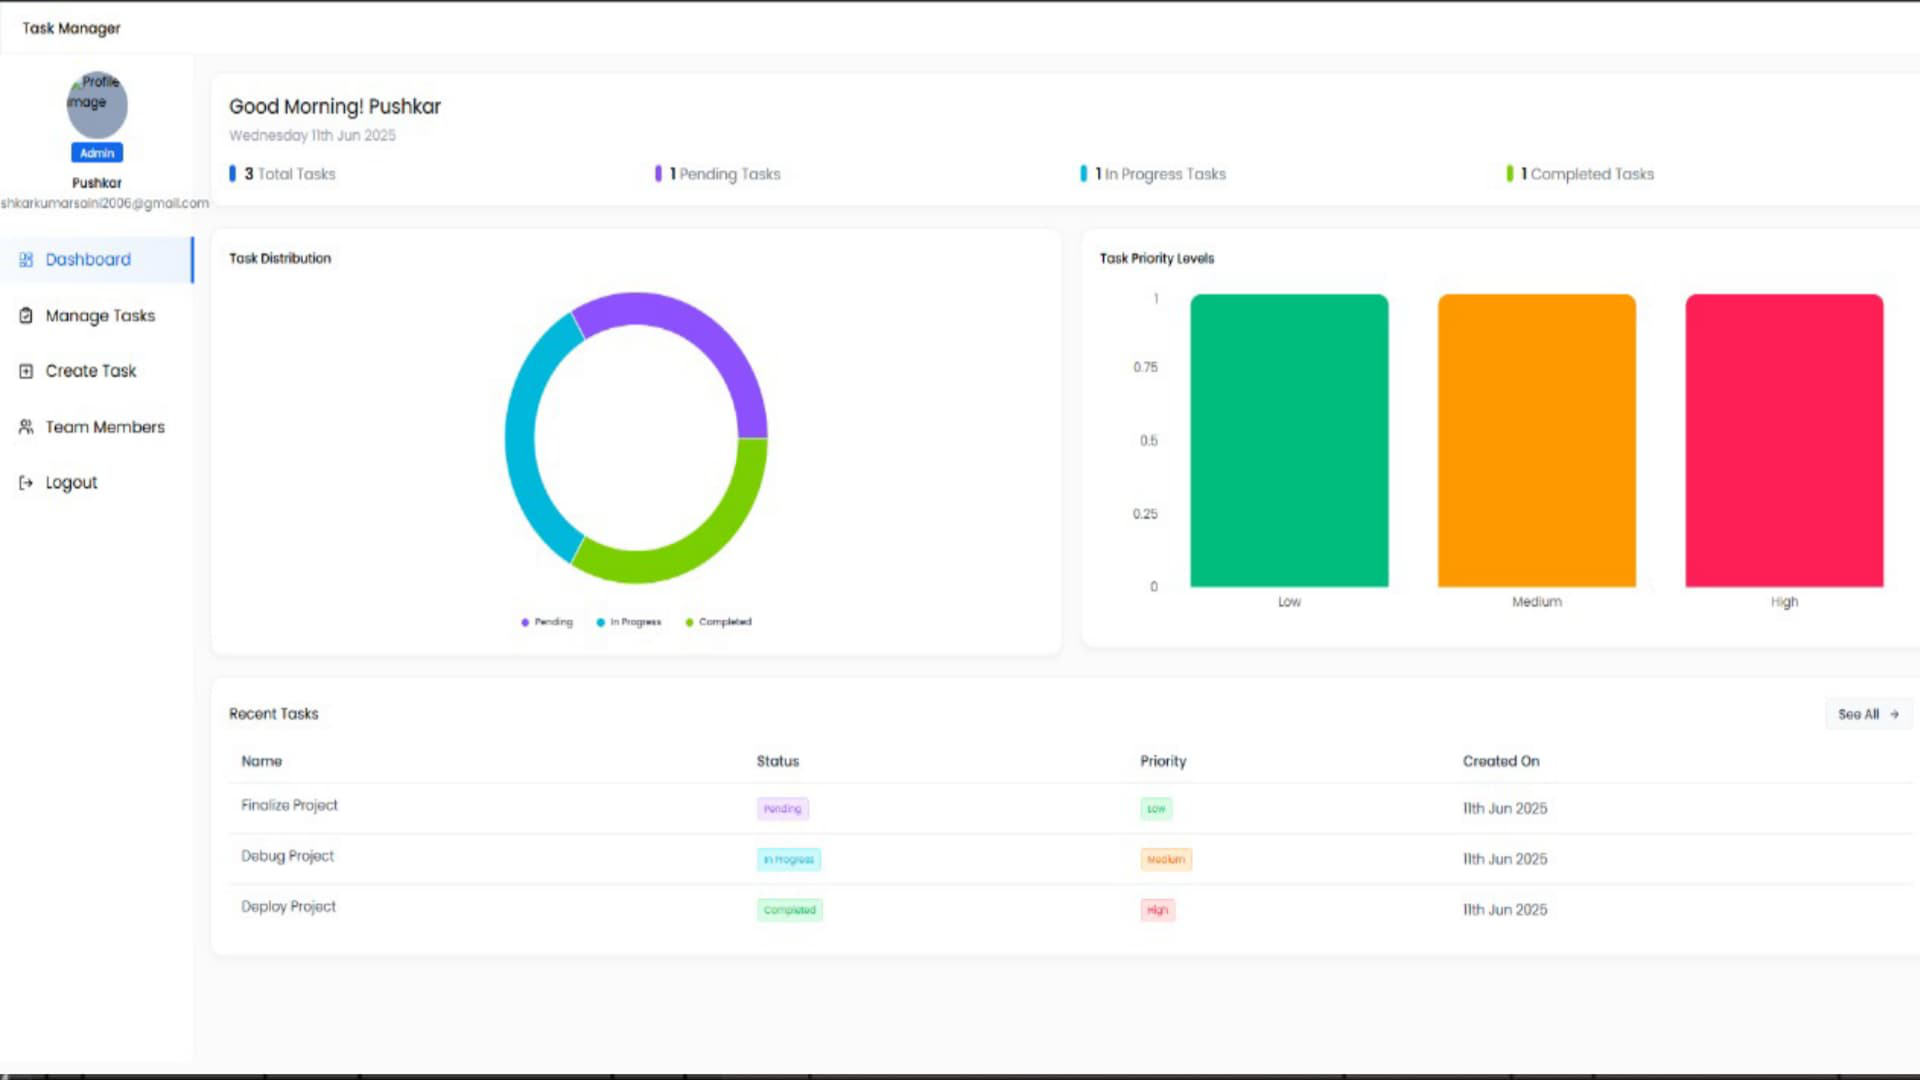 Task Manager
Profile
Image
Admin
Pushkar
shkarkumarsaini2006@gmail.com
Dashboard
Manage Tasks
Create Task
Team Members
Logout
Good Morning! Pushkar
Wednesday 11th Jun 2025
3 Total Tasks
1 Pending Tasks
1 In Progress Tasks
1 Completed Tasks
Task Distribution
Pending
In Progress
Completed
Task Priority Levels
1
0.75
0.5
0.25
0
Low
Medium
High
Recent Tasks
See All
Name Status Priority Created On
Finalize Project Pending Low 11th Jun 2025
Debug Project In Progress Medium 11th Jun 2025
Deploy Project Completed High 11th Jun 2025